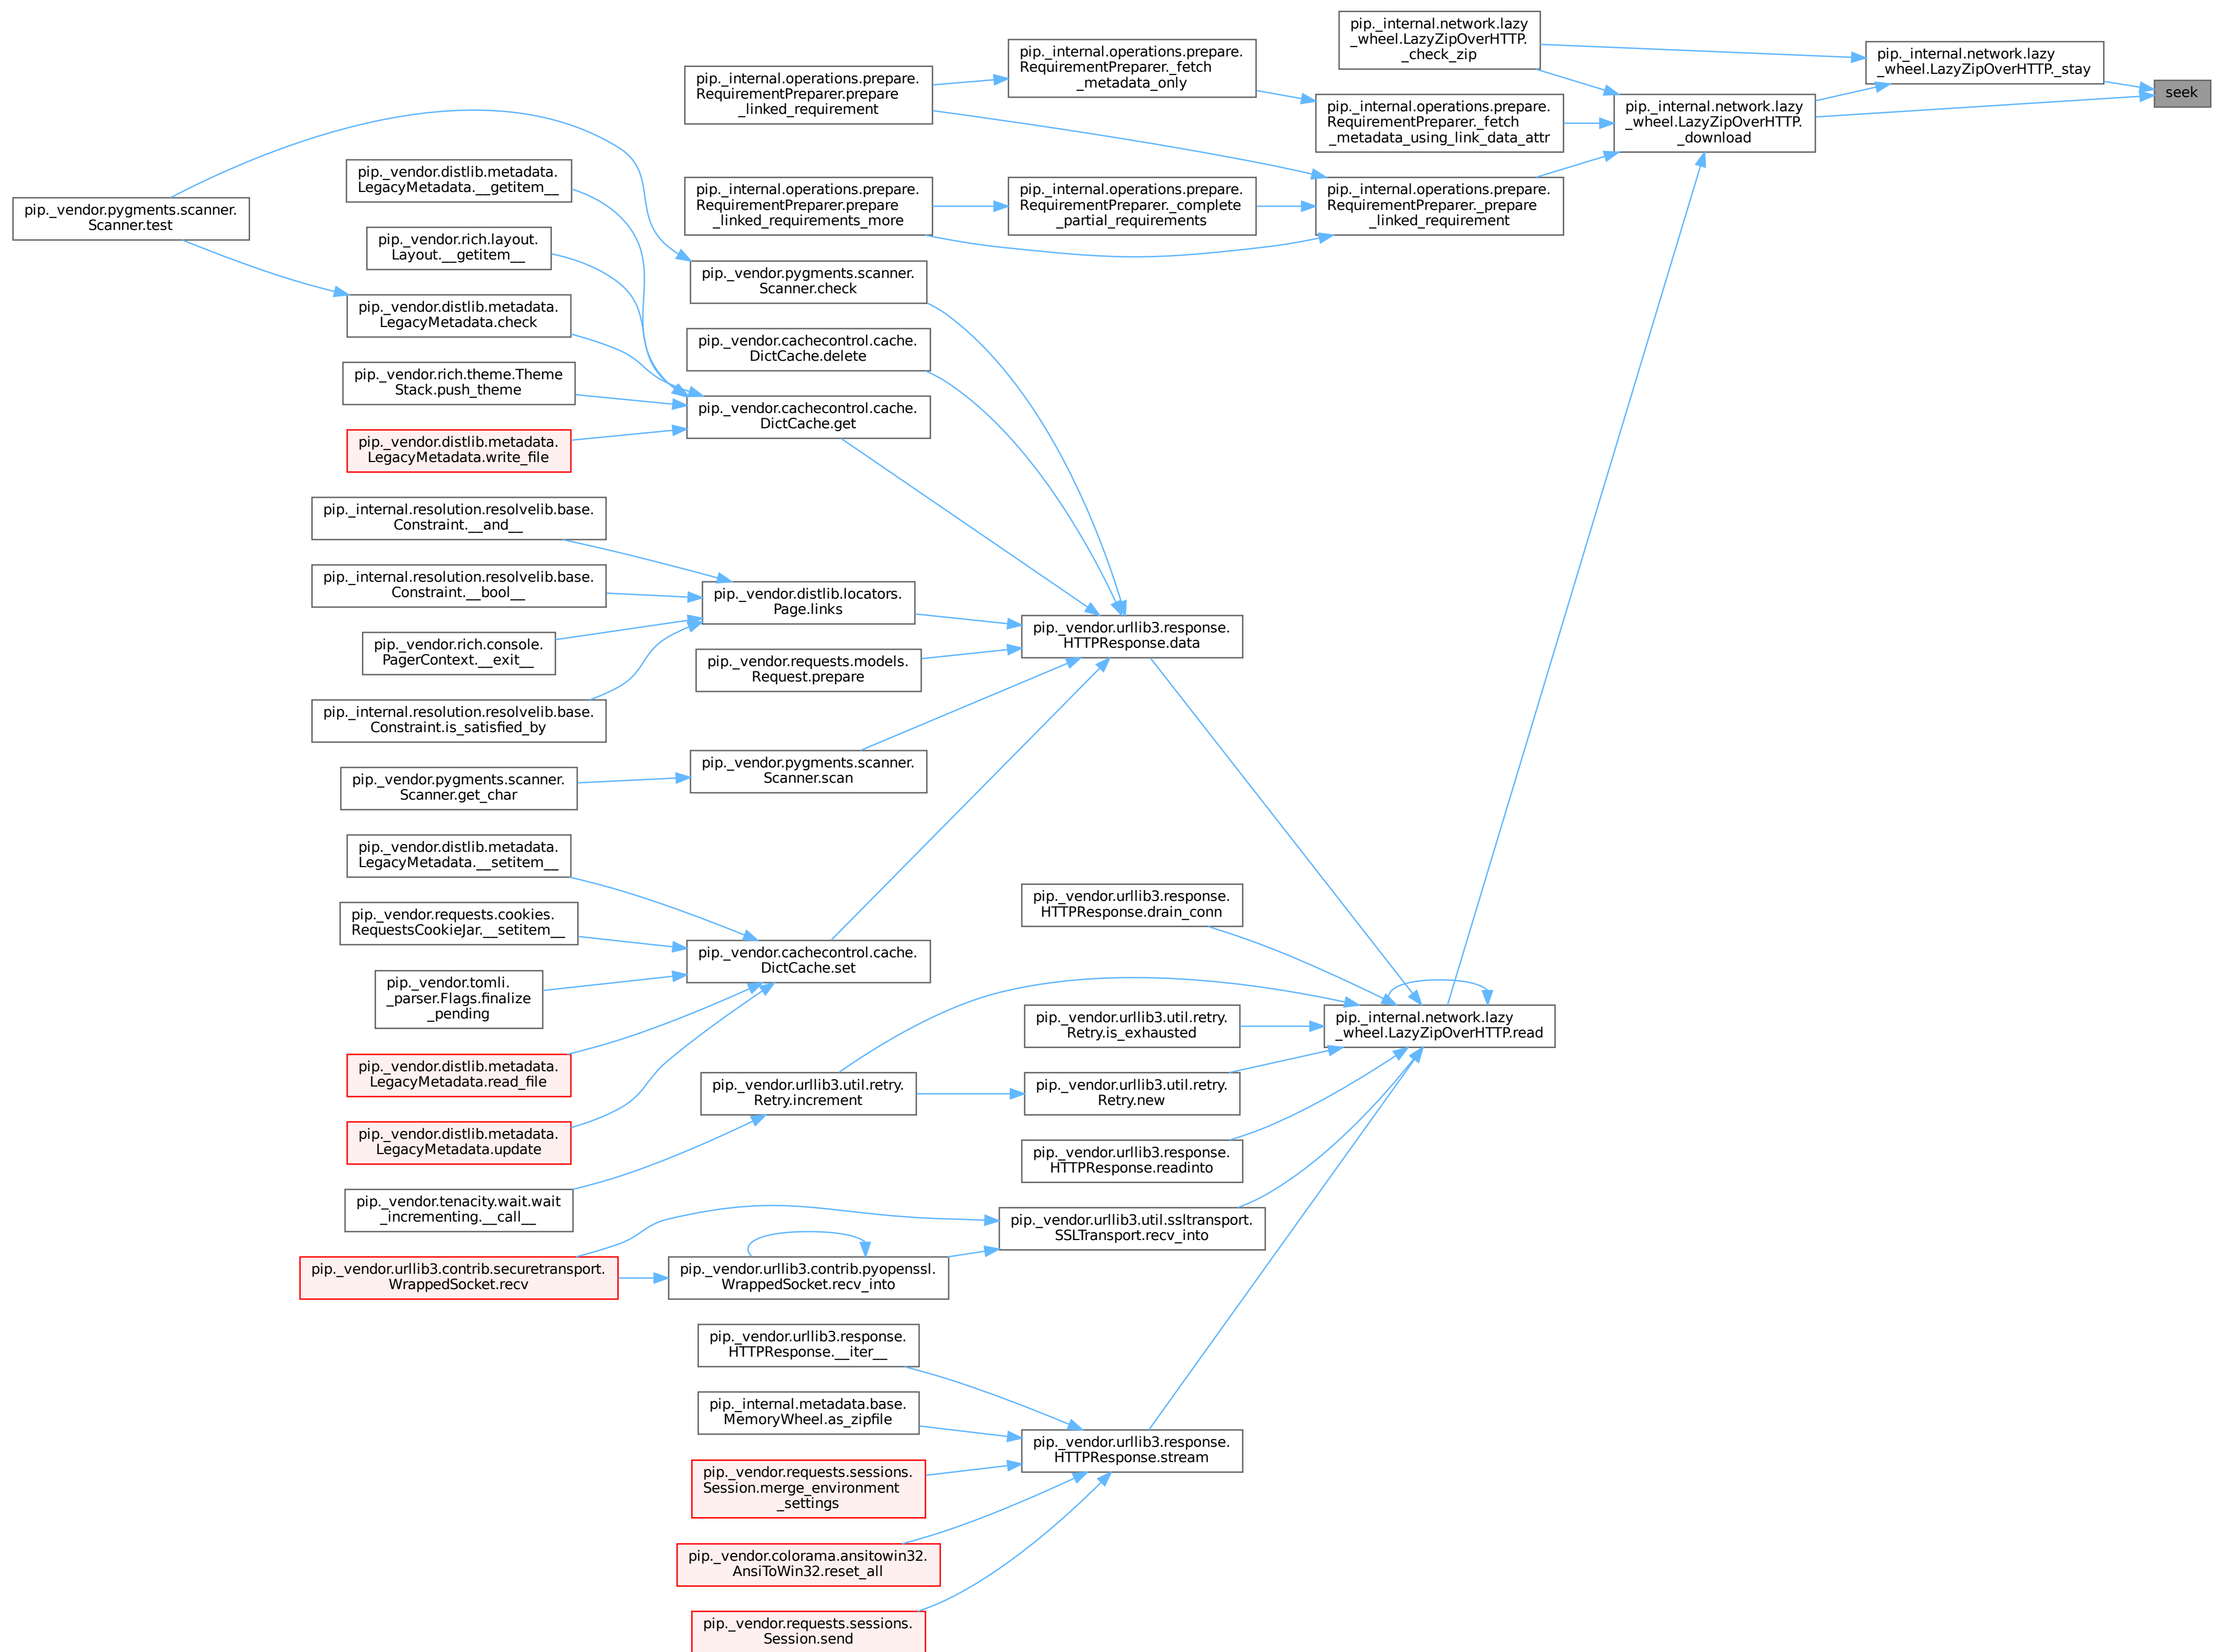 pip._internal.network.lazy
_wheel.LazyZipOverHTTP.
_check_zip
pip._internal.operations.prepare.
RequirementPreparer._fetch
_metadata_only
pip._internal.network.lazy
_wheel.LazyZipOverHTTP._stay
seek
pip._internal.operations.prepare.
RequirementPreparer.prepare
_linked_requirement
pip._internal.operations.prepare.
RequirementPreparer._fetch
_metadata_using_link_data_attr
pip._internal.network.lazy
_wheel.LazyZipOverHTTP.
_download
pip._vendor.distlib.metadata.
LegacyMetadata.__getitem__
pip._vendor.pygments.scanner.
Scanner.test
pip._internal.operations.prepare.
RequirementPreparer.prepare
_linked_requirements_more
pip._internal.operations.prepare.
RequirementPreparer._complete
_partial_requirements
pip._internal.operations.prepare.
RequirementPreparer._prepare
_linked_requirement
pip._vendor.rich.layout.
Layout.__getitem__
pip._vendor.pygments.scanner.
Scanner.check
pip._vendor.distlib.metadata.
LegacyMetadata.check
pip._vendor.cachecontrol.cache.
DictCache.delete
pip._vendor.rich.theme.Theme
Stack.push_theme
pip._vendor.cachecontrol.cache.
DictCache.get
pip._vendor.distlib.metadata.
LegacyMetadata.write_file
pip._internal.resolution.resolvelib.base.
Constraint.__and__
pip._internal.resolution.resolvelib.base.
Constraint.__bool__
pip._vendor.distlib.locators.
Page.links
pip._vendor.urllib3.response.
HTTPResponse.data
pip._vendor.rich.console.
PagerContext.__exit__
pip._vendor.requests.models.
Request.prepare
pip._internal.resolution.resolvelib.base.
Constraint.is_satisfied_by
pip._vendor.pygments.scanner.
Scanner.get_char
pip._vendor.pygments.scanner.
Scanner.scan
pip._vendor.distlib.metadata.
LegacyMetadata.__setitem__
pip._vendor.urllib3.response.
HTTPResponse.drain_conn
pip._vendor.requests.cookies.
RequestsCookieJar.__setitem__
pip._vendor.cachecontrol.cache.
DictCache.set
pip._vendor.tomli.
_parser.Flags.finalize
_pending
pip._vendor.urllib3.util.retry.
Retry.is_exhausted
pip._internal.network.lazy
_wheel.LazyZipOverHTTP.read
pip._vendor.distlib.metadata.
LegacyMetadata.read_file
pip._vendor.urllib3.util.retry.
Retry.increment
pip._vendor.urllib3.util.retry.
Retry.new
pip._vendor.distlib.metadata.
LegacyMetadata.update
pip._vendor.urllib3.response.
HTTPResponse.readinto
pip._vendor.tenacity.wait.wait
_incrementing.__call__
pip._vendor.urllib3.util.ssltransport.
SSLTransport.recv_into
pip._vendor.urllib3.contrib.securetransport.
WrappedSocket.recv
pip._vendor.urllib3.contrib.pyopenssl.
WrappedSocket.recv_into
pip._vendor.urllib3.response.
HTTPResponse.__iter__
pip._internal.metadata.base.
MemoryWheel.as_zipfile
pip._vendor.urllib3.response.
HTTPResponse.stream
pip._vendor.requests.sessions.
Session.merge_environment
_settings
pip._vendor.colorama.ansitowin32.
AnsiToWin32.reset_all
pip._vendor.requests.sessions.
Session.send